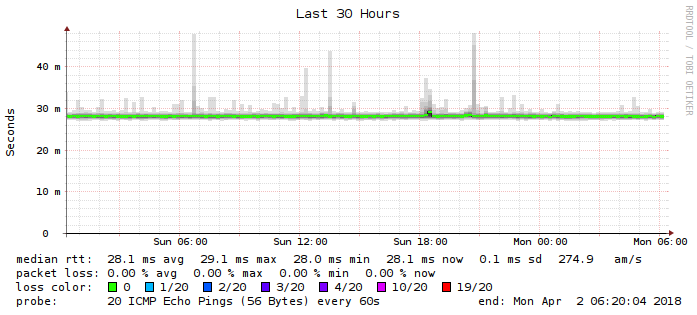 Last 30 Hours
RRDTOOL / TOBI OETIKER
Seconds
40 m
30 m
20 m
10 m
0
Sun 06:00 Sun 12:00 Sun 18:00 Mon 00:00 Mon 06:00
median rtt: 28.1 ms avg 29.1 ms max 28.0 ms min 28.1 ms now 0.1 ms sd 274.9 am/s
packet loss: 0.00 % avg 0.00 % max 0.00 % min 0.00 % now
loss color: 0 1/20 2/20 3/20 4/20 10/20 19/20
probe: 20 ICMP Echo Pings (56 Bytes) every 60s end: Mon Apr 2 06:20:04 2018